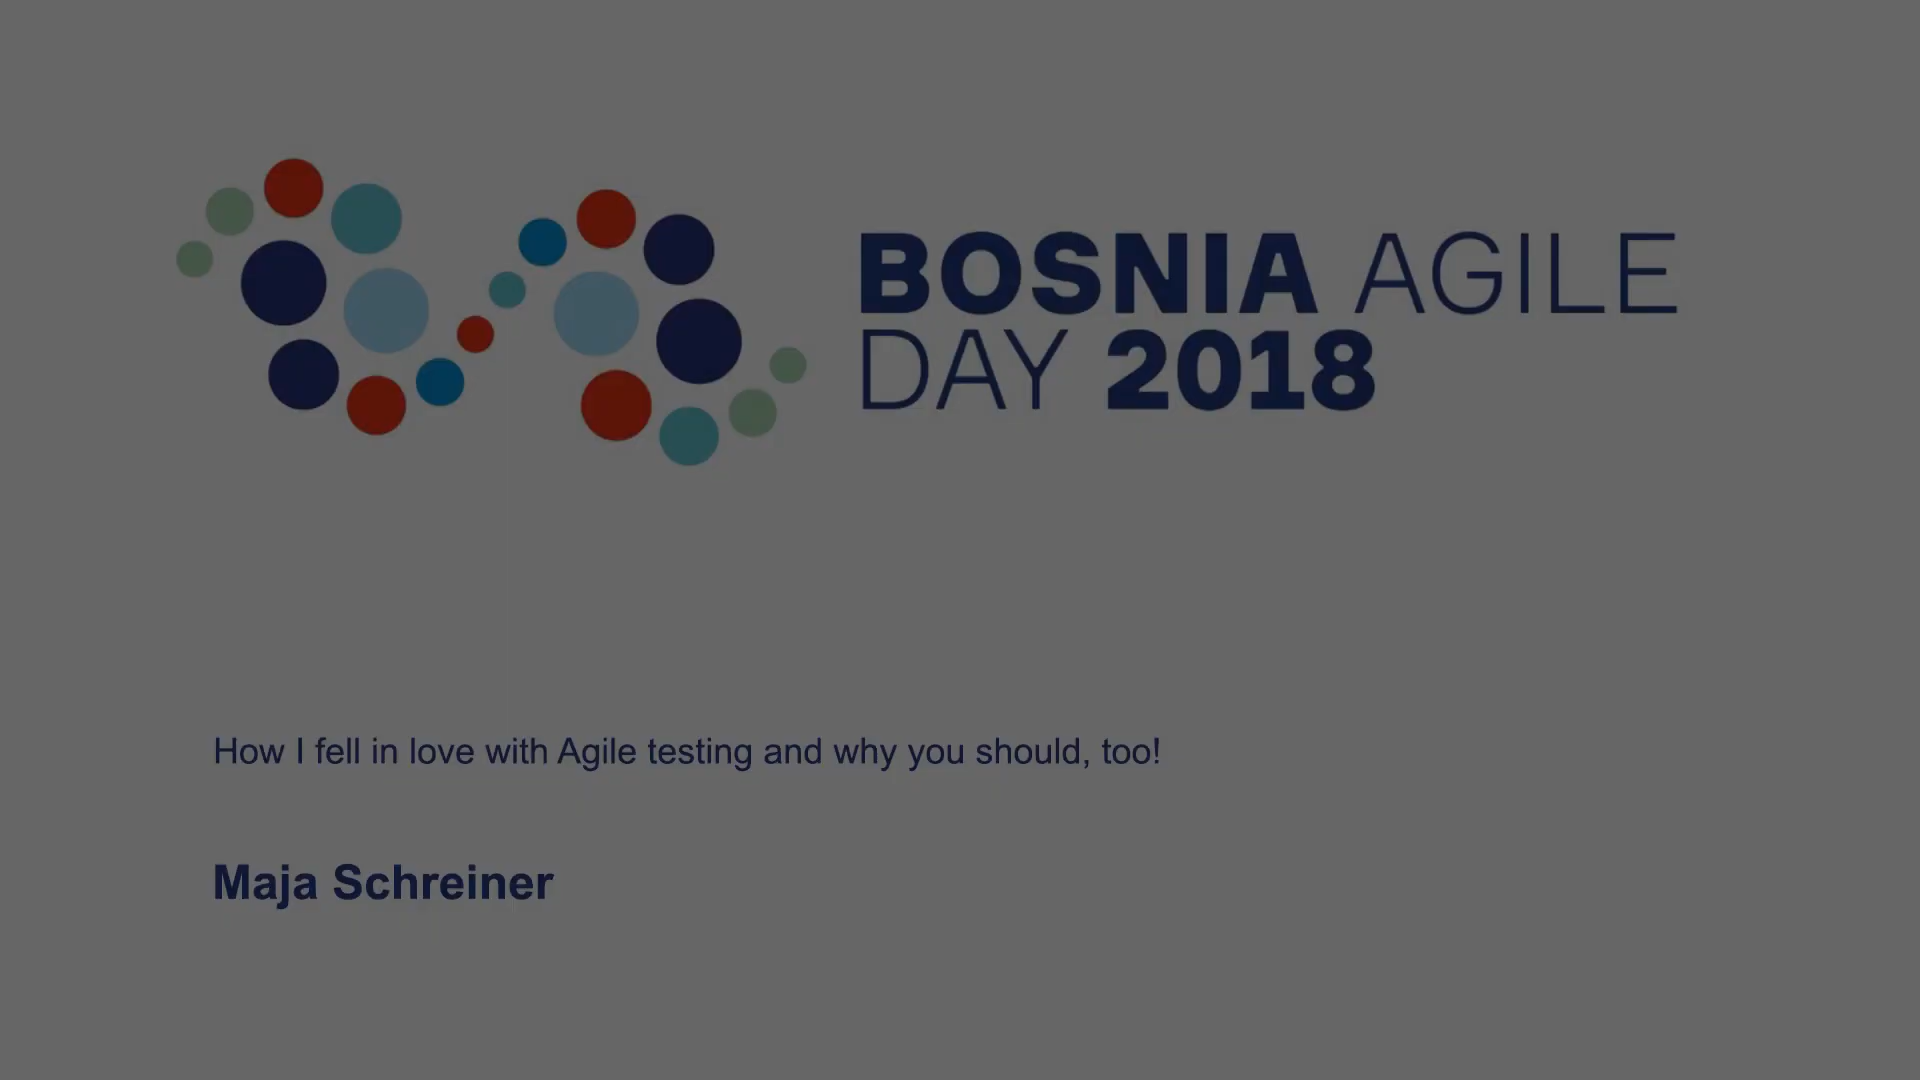 BOSNIA AGILE
DAY 2018
How I fell in love with Agile testing and why you should, too!
Maja Schreiner